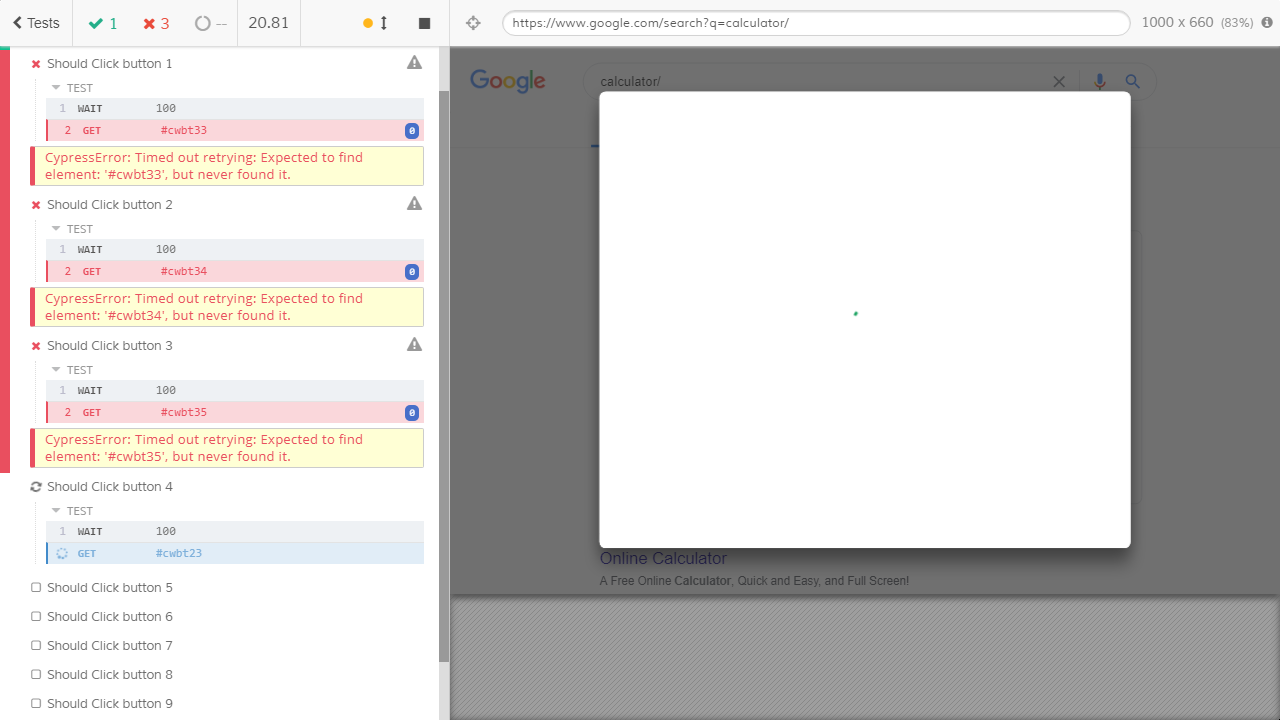 Tests
1
3
--
20.81
https://www.google.com/search?q=calculator/
1000 x 660 (83%)
Should Click button 1
TEST
1 WAIT 100
2 GET #cwbt33 0
CypressError: Timed out retrying: Expected to find
element: '#cwbt33', but never found it.
Should Click button 2
TEST
1 WAIT 100
2 GET #cwbt34 0
CypressError: Timed out retrying: Expected to find
element: '#cwbt34', but never found it.
Should Click button 3
TEST
1 WAIT 100
2 GET #cwbt35 0
CypressError: Timed out retrying: Expected to find
element: '#cwbt35', but never found it.
Should Click button 4
TEST
1 WAIT 100
GET #cwbt23
Should Click button 5
Should Click button 6
Should Click button 7
Should Click button 8
Should Click button 9
Google
calculator/
Online Calculator
A Free Online Calculator, Quick and Easy, and Full Screen!